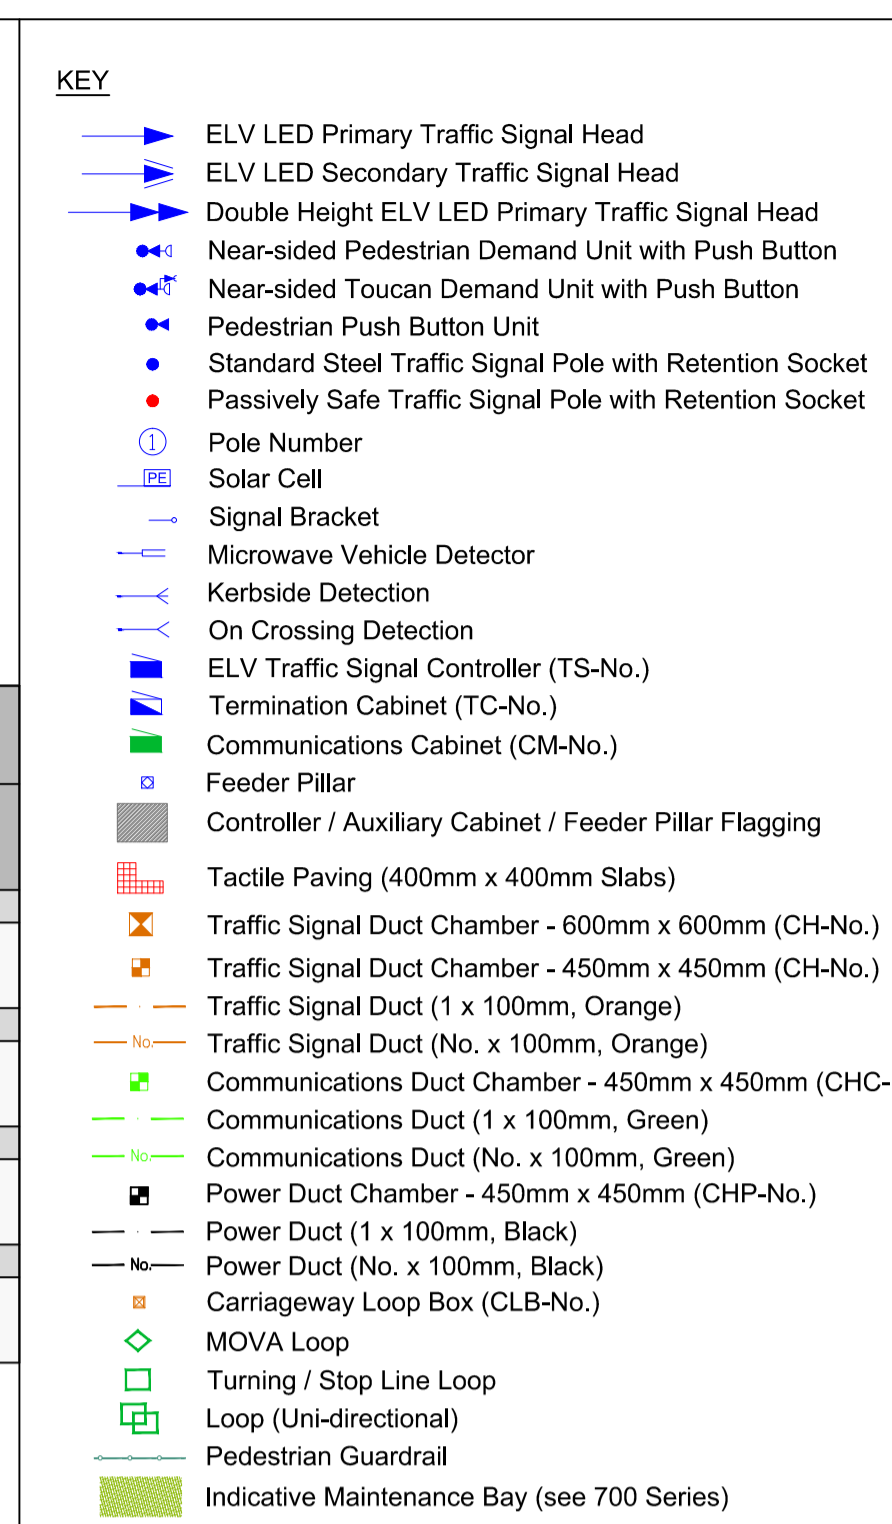 KEY
ELV LED Primary Traffic Signal Head
ELV LED Secondary Traffic Signal Head
Double Height ELV LED Primary Traffic Signal Head
Near-sided Pedestrian Demand Unit with Push Button
Near-sided Toucan Demand Unit with Push Button
Pedestrian Push Button Unit
Standard Steel Traffic Signal Pole with Retention Socket
Passively Safe Traffic Signal Pole with Retention Socket
1 Pole Number
PE Solar Cell
Signal Bracket
Microwave Vehicle Detector
Kerbside Detection
On Crossing Detection
ELV Traffic Signal Controller (TS-No.)
Termination Cabinet (TC-No.)
Communications Cabinet (CM-No.)
Feeder Pillar
Controller / Auxiliary Cabinet / Feeder Pillar Flagging
Tactile Paving (400mm x 400mm Slabs)
Traffic Signal Duct Chamber - 600mm x 600mm (CH-No.)
Traffic Signal Duct Chamber - 450mm x 450mm (CH-No.)
Traffic Signal Duct (1 x 100mm, Orange)
No. Traffic Signal Duct (No. x 100mm, Orange)
Communications Duct Chamber - 450mm x 450mm (CHC-
Communications Duct (1 x 100mm, Green)
No. Communications Duct (No. x 100mm, Green)
Power Duct Chamber - 450mm x 450mm (CHP-No.)
Power Duct (1 x 100mm, Black)
No. Power Duct (No. x 100mm, Black)
Carriageway Loop Box (CLB-No.)
MOVA Loop
Turning / Stop Line Loop
Loop (Uni-directional)
Pedestrian Guardrail
Indicative Maintenance Bay (see 700 Series)